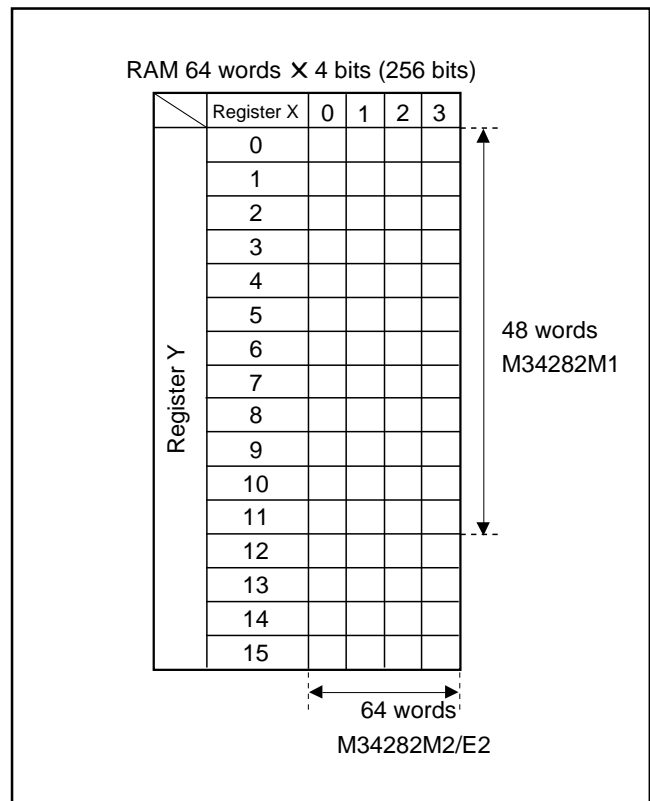 RAM 64 words ✕ 4 bits (256 bits)
Register X 0 1 2 3
0
1
2
3
4
5
6
7
8
9
10
11
12
13
14
15
Register Y
48 words
M34282M1
64 words
M34282M2/E2